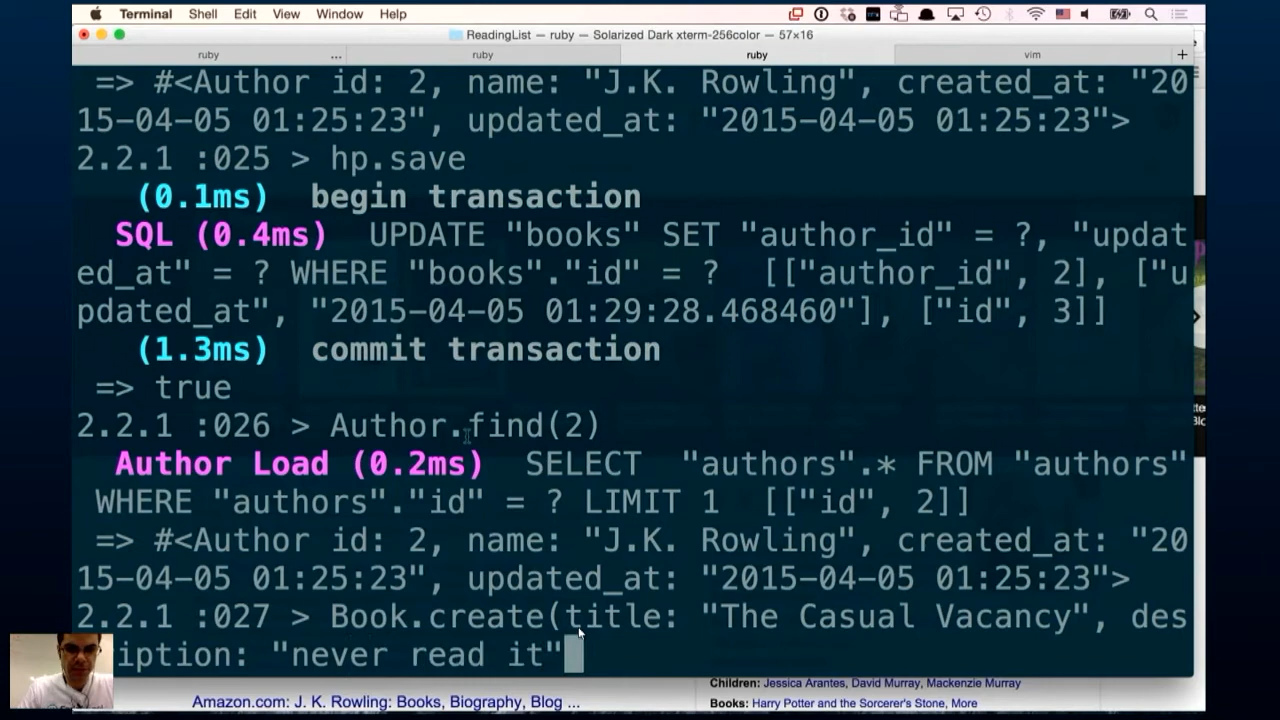 Terminal Shell Edit View Window Help
ReadingList — ruby — Solarized Dark xterm-256color — 57×16
ruby ... ruby ruby vim +
=> #<Author id: 2, name: "J.K. Rowling", created_at: "20
15-04-05 01:25:23", updated_at: "2015-04-05 01:25:23">
2.2.1 :025 > hp.save
(0.1ms) begin transaction
SQL (0.4ms) UPDATE "books" SET "author_id" = ?, "updat
ed_at" = ? WHERE "books"."id" = ? [["author_id", 2], ["u
pdated_at", "2015-04-05 01:29:28.468460"], ["id", 3]]
(1.3ms) commit transaction
=> true
2.2.1 :026 > Author.find(2)
Author Load (0.2ms) SELECT "authors".* FROM "authors"
WHERE "authors"."id" = ? LIMIT 1 [["id", 2]]
=> #<Author id: 2, name: "J.K. Rowling", created_at: "20
15-04-05 01:25:23", updated_at: "2015-04-05 01:25:23">
2.2.1 :027 > Book.create(title: "The Casual Vacancy", des
iption: "never read it"
Children: Jessica Arantes, David Murray, Mackenzie Murray
Amazon.com: J. K. Rowling: Books, Biography, Blog ...
Books: Harry Potter and the Sorcerer's Stone, More